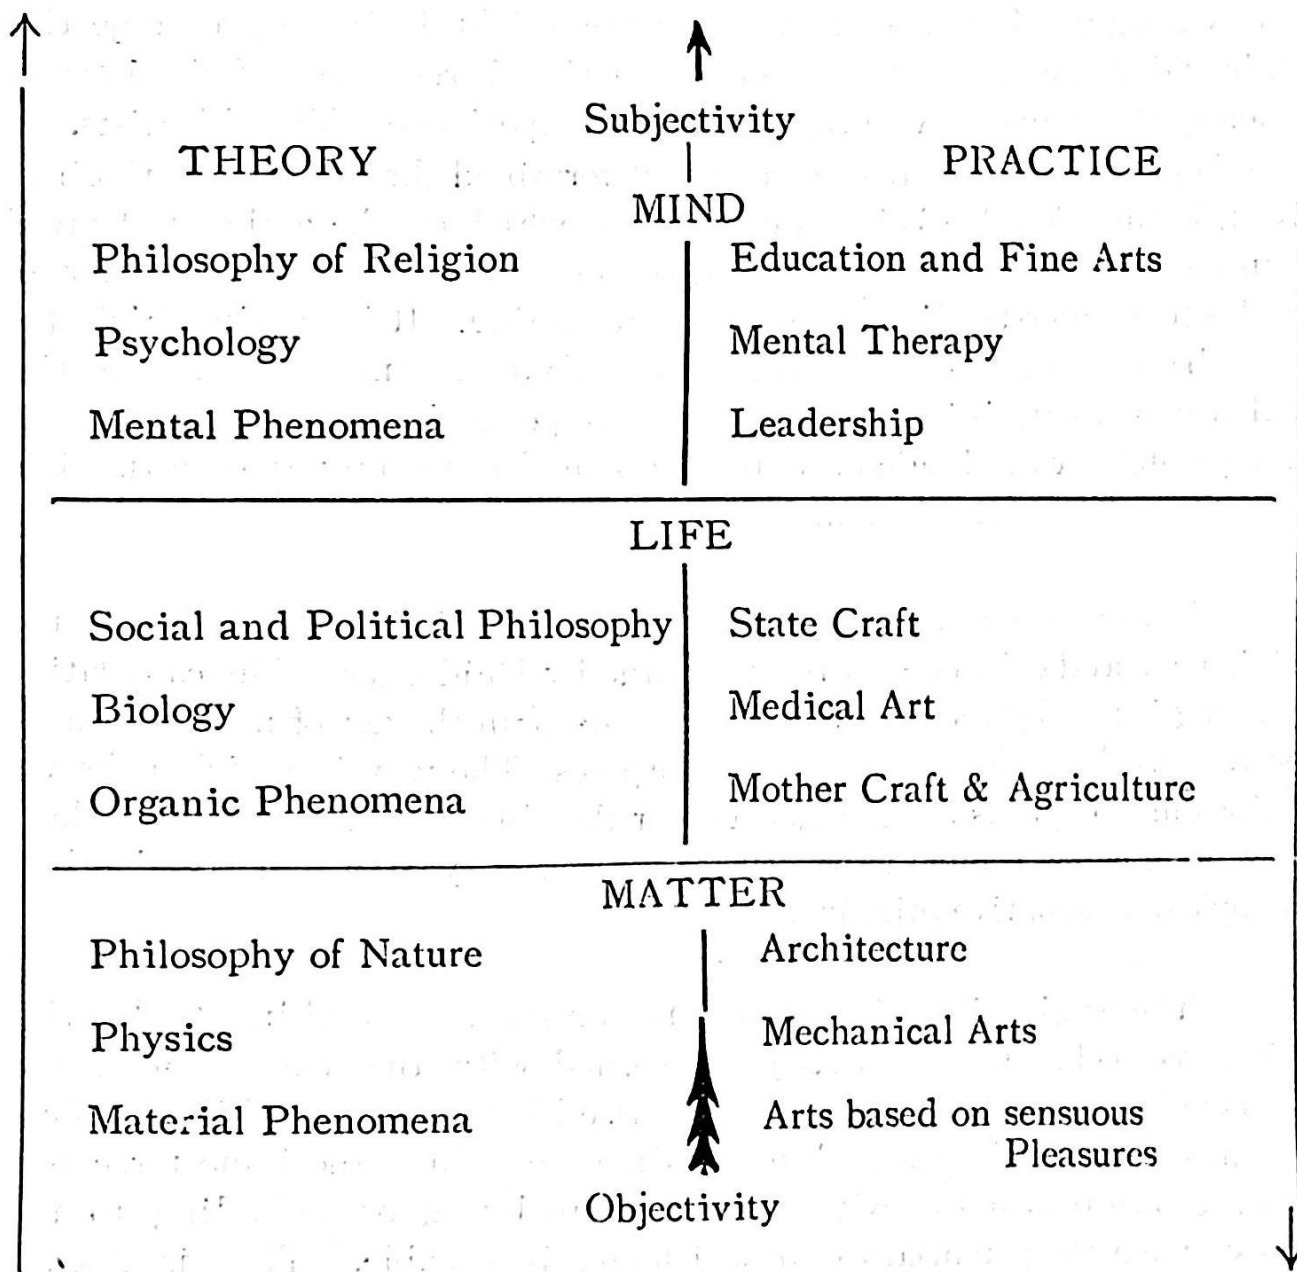 Subjectivity
THEORY
PRACTICE
MIND
Philosophy of Religion
Education and Fine Arts
Psychology
Mental Therapy
Mental Phenomena
Leadership
LIFE
Social and Political Philosophy
State Craft
Biology
Medical Art
Organic Phenomena
Mother Craft & Agriculture
MATTER
Philosophy of Nature
Architecture
Physics
Mechanical Arts
Material Phenomena
Arts based on sensuous
Pleasures
Objectivity